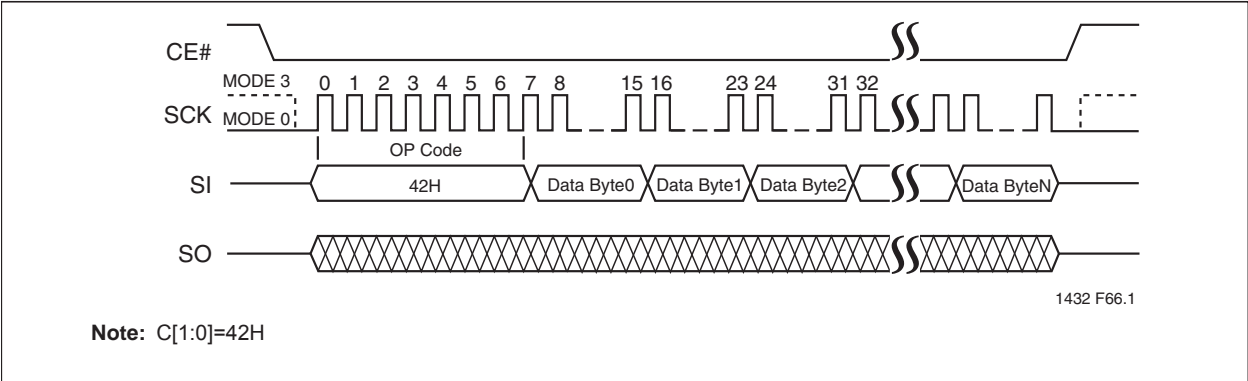 CE#
MODE 3 0 1 2 3 4 5 6 7 8 15 16 23 24 31 32
SCK
MODE 0
OP Code
SI 42H Data Byte0 Data Byte1 Data Byte2 Data ByteN
SO
1432 F66.1
Note: C[1:0]=42H